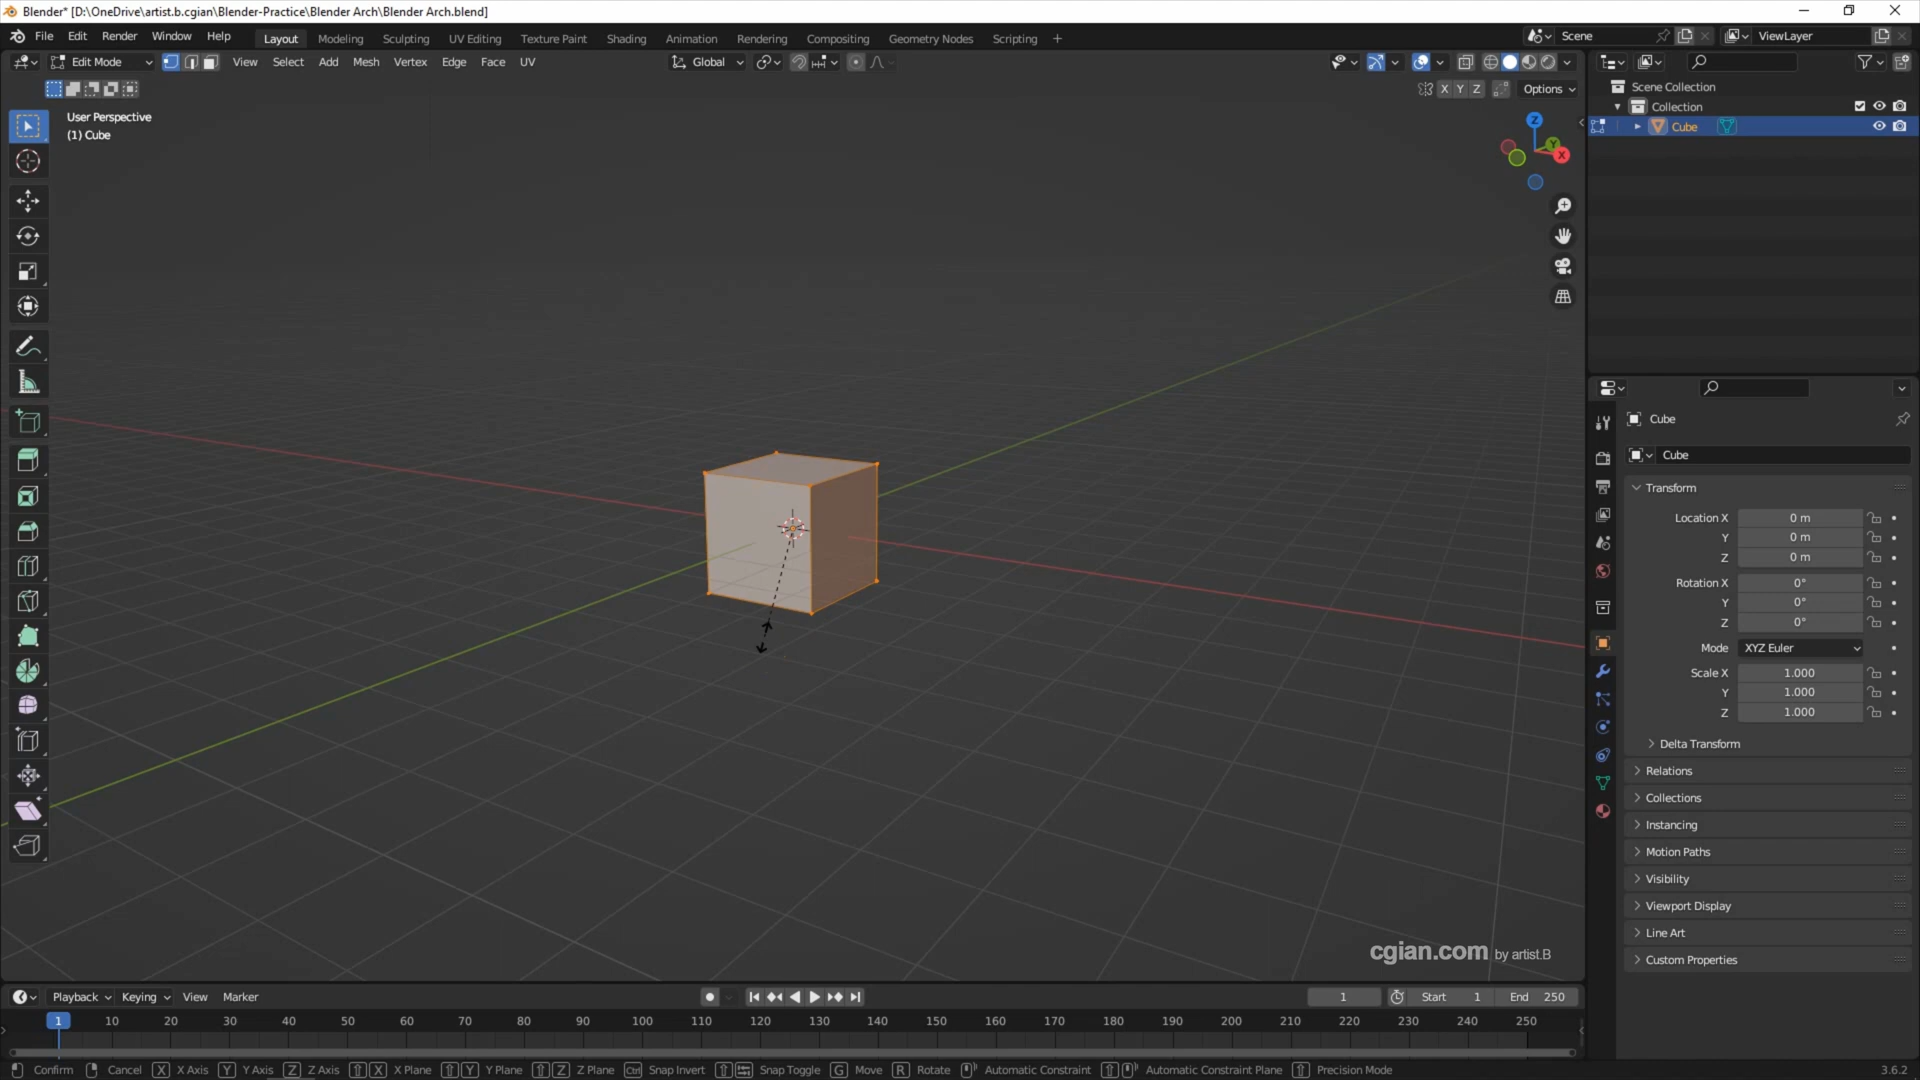 Blender* [D:\OneDrive\artist.b.cgian\Blender-Practice\Blender Arch\Blender Arch.blend]
File Edit Render Window Help Layout Modeling Sculpting UV Editing Texture Paint Shading Animation Rendering Compositing Geometry Nodes Scripting + Scene ViewLayer
Edit Mode View Select Add Mesh Vertex Edge Face UV Global
X Y Z Options
User Perspective
(1) Cube
Z
Y
X
Scene Collection
Collection
Cube
Cube
Cube
Transform
Location X 0 m
Y 0 m
Z 0 m
Rotation X 0°
Y 0°
Z 0°
Mode XYZ Euler
Scale X 1.000
Y 1.000
Z 1.000
Delta Transform
Relations
Collections
Instancing
Motion Paths
Visibility
Viewport Display
Line Art
Custom Properties
cgian.com by artist.B
Playback Keying View Marker 1 Start 1 End 250
1 10 20 30 40 50 60 70 80 90 100 110 120 130 140 150 160 170 180 190 200 210 220 230 240 250
Confirm Cancel X X Axis Y Y Axis Z Z Axis X X Plane Y Y Plane Z Z Plane Ctrl Snap Invert Snap Toggle G Move R Rotate Automatic Constraint Automatic Constraint Plane Precision Mode 3.6.2